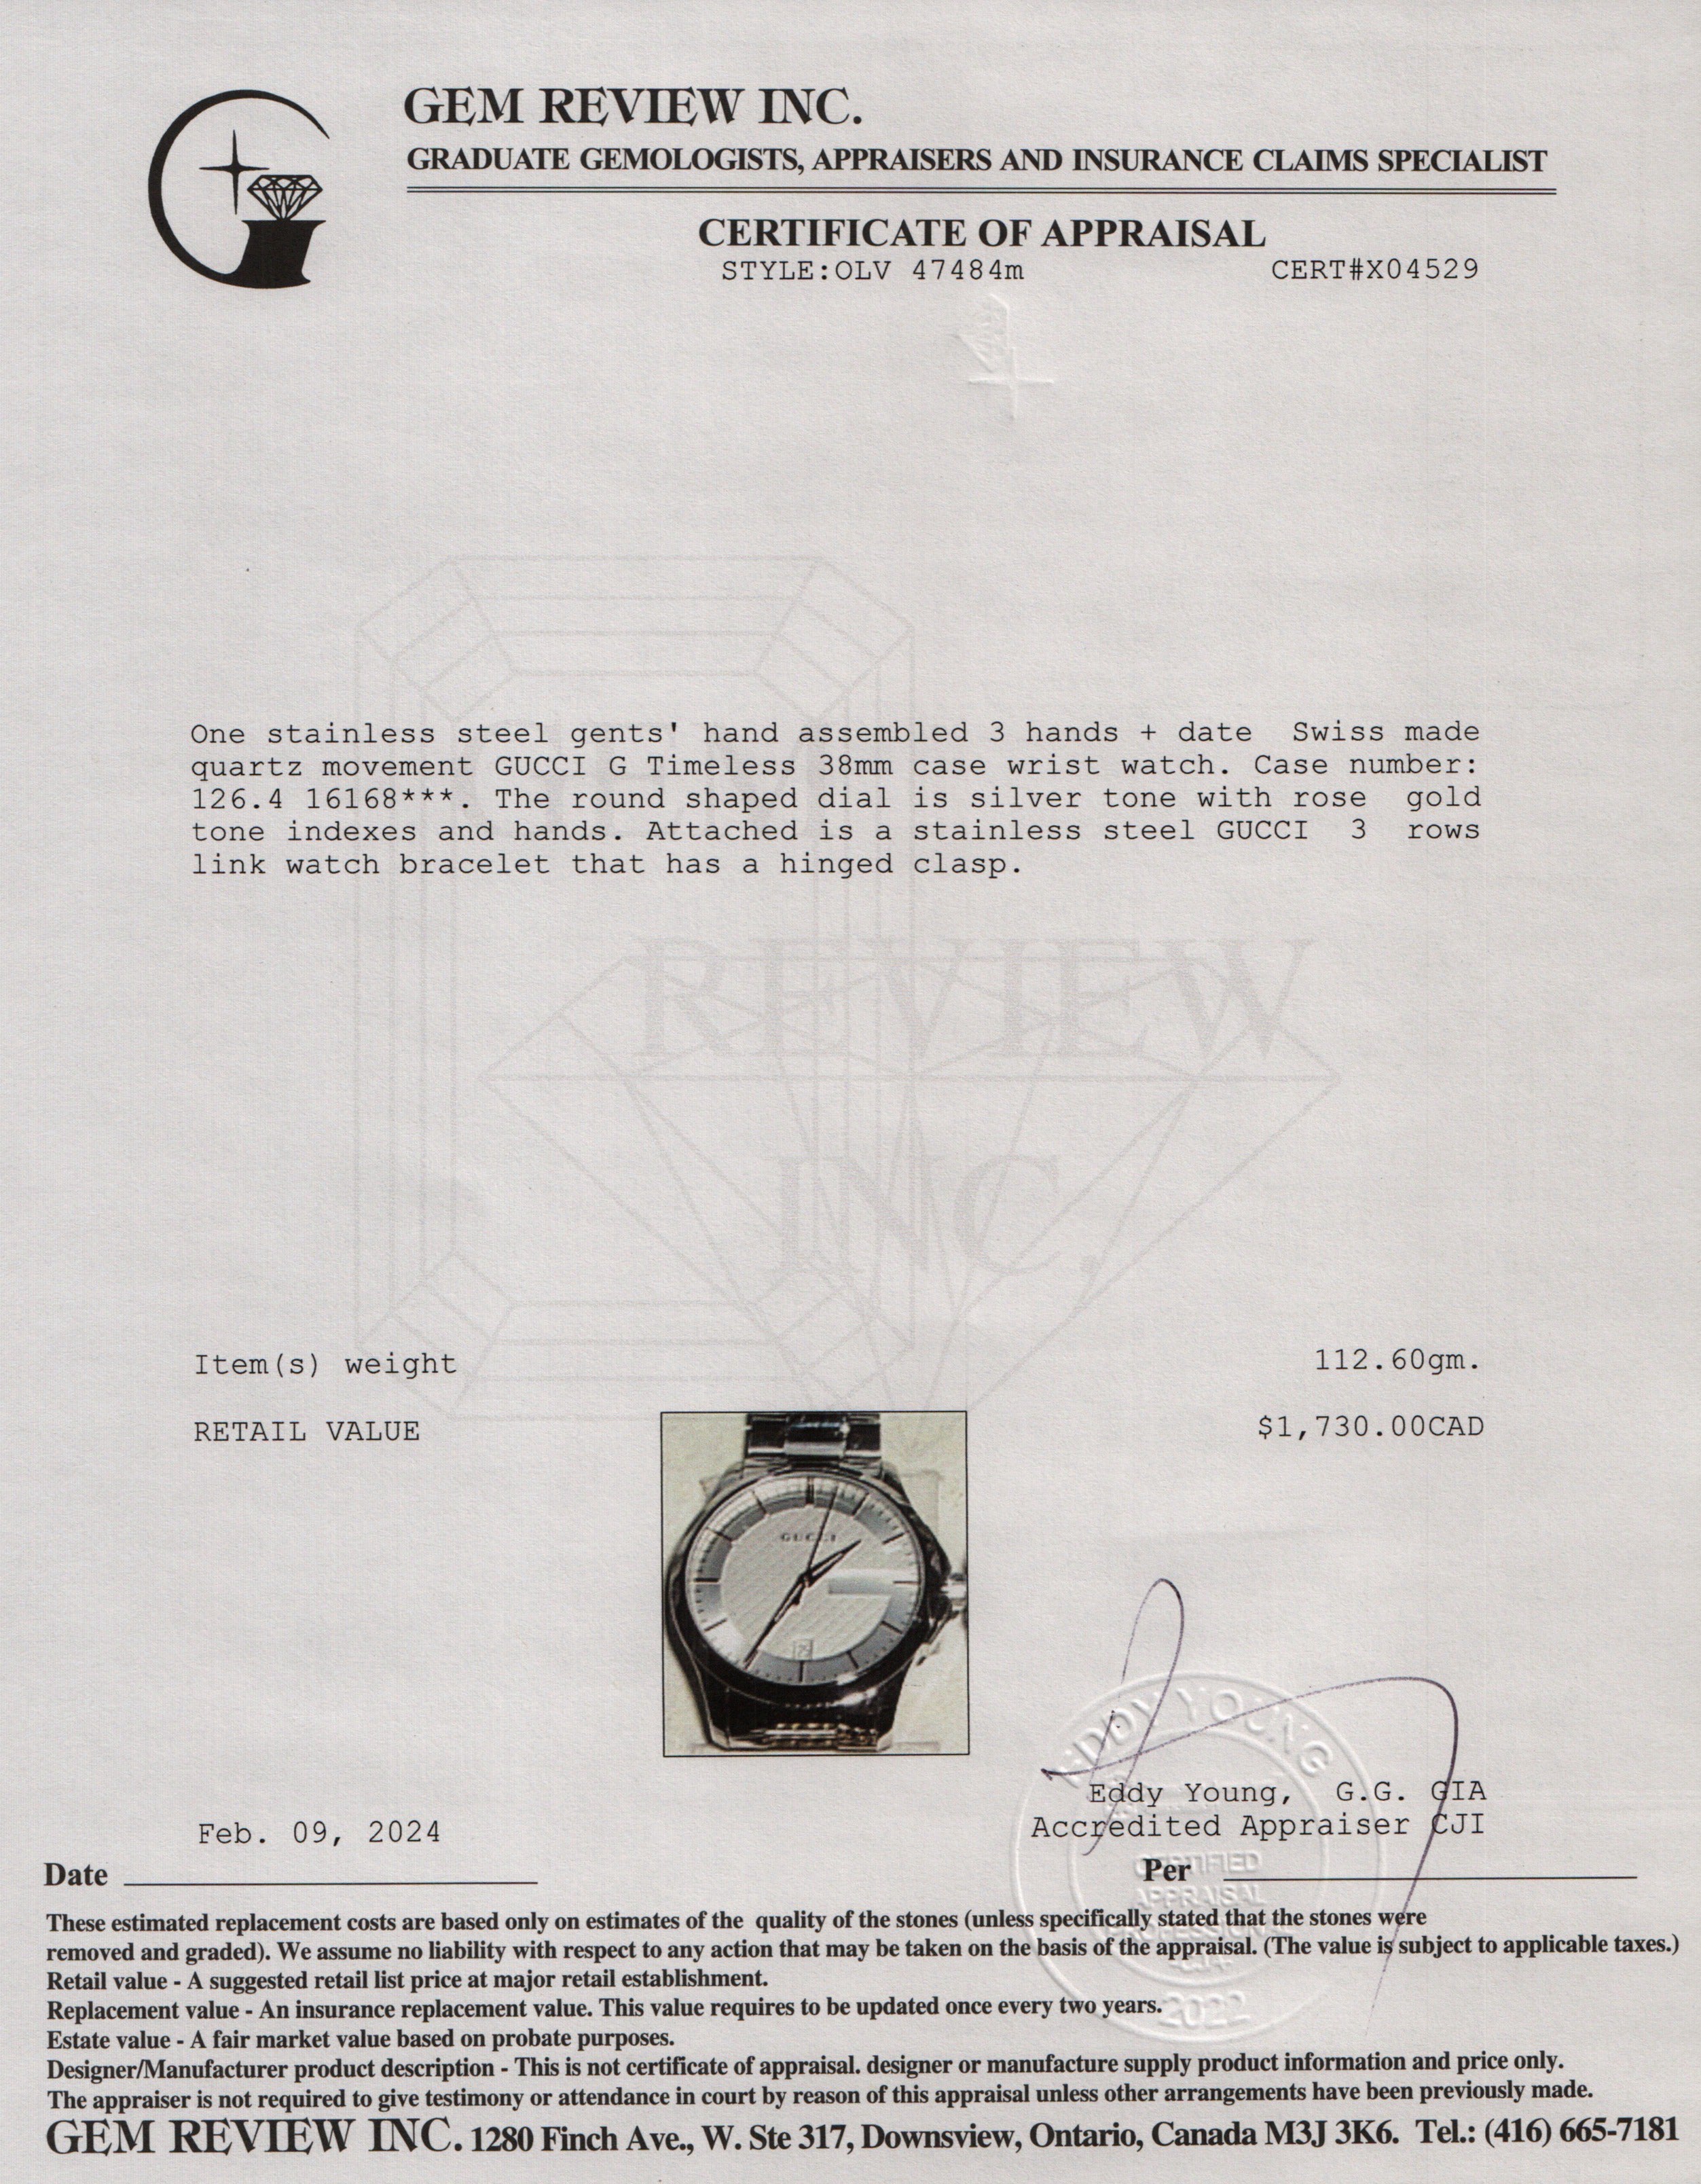 GEM REVIEW INC.
GRADUATE GEMOLOGISTS, APPRAISERS AND INSURANCE CLAIMS SPECIALIST
CERTIFICATE OF APPRAISAL
STYLE:OLV 47484m CERT#X04529
One stainless steel gents' hand assembled 3 hands + date Swiss made
quartz movement GUCCI G Timeless 38mm case wrist watch. Case number:
126.4 16168***. The round shaped dial is silver tone with rose gold
tone indexes and hands. Attached is a stainless steel GUCCI 3 rows
link watch bracelet that has a hinged clasp.
REVIEW
INC.
Item(s) weight 112.60gm.
RETAIL VALUE $1,730.00CAD
GUCCI
EDDY YOUNG
Eddy Young, G.G. GIA
Accredited Appraiser CJI
Feb. 09, 2024
Date
Per
CERTIFIED
APPRAISAL
PROFESSIONAL
2022
These estimated replacement costs are based only on estimates of the quality of the stones (unless specifically stated that the stones were
removed and graded). We assume no liability with respect to any action that may be taken on the basis of the appraisal. (The value is subject to applicable taxes.)
Retail value - A suggested retail list price at major retail establishment.
Replacement value - An insurance replacement value. This value requires to be updated once every two years.
Estate value - A fair market value based on probate purposes.
Designer/Manufacturer product description - This is not certificate of appraisal. designer or manufacture supply product information and price only.
The appraiser is not required to give testimony or attendance in court by reason of this appraisal unless other arrangements have been previously made.
GEM REVIEW INC. 1280 Finch Ave., W. Ste 317, Downsview, Ontario, Canada M3J 3K6. Tel.: (416) 665-7181